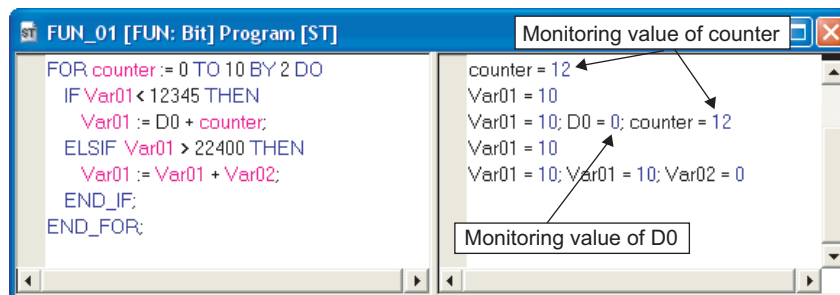 ST FUN_01 [FUN: Bit] Program [ST]
Monitoring value of counter
FOR counter := 0 TO 10 BY 2 DO
IF Var01 < 12345 THEN
Var01 := D0 + counter;
ELSIF Var01 > 22400 THEN
Var01 := Var01 + Var02;
END_IF;
END_FOR;
counter = 12
Var01 = 10
Var01 = 10; D0 = 0; counter = 12
Var01 = 10
Var01 = 10; Var01 = 10; Var02 = 0
Monitoring value of D0